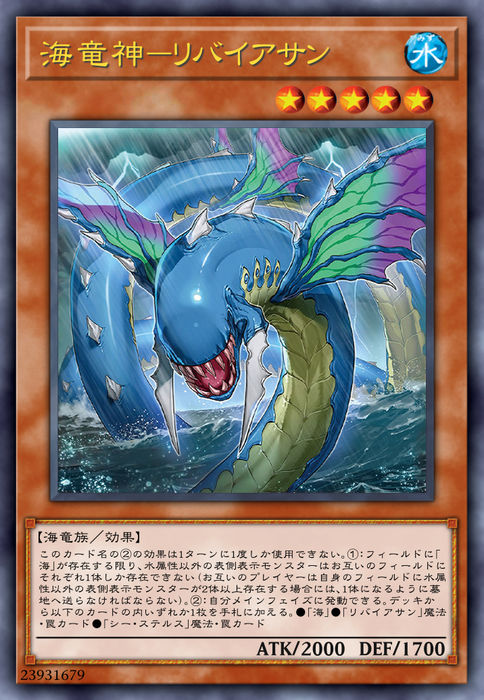 海竜神－リバイアサン
みず
水
【海竜族／効果】
このカード名の②の効果は1ターンに1度しか使用できない。①：フィールドに｢
海｣が存在する限り、水属性以外の表側表示モンスターはお互いのフィールドに
それぞれ1体しか存在できない(お互いのプレイヤーは自身のフィールドに水属
性以外の表側表示モンスターが2体以上存在する場合には、1体になるように墓
地へ送らなければならない)。②：自分メインフェイズに発動できる。デッキか
ら以下のカードの内いずれか1枚を手札に加える。●｢海｣●｢リバイアサン｣魔法
・罠カード●｢シー・ステルス｣魔法・罠カード
ATK/2000 DEF/1700
23931679